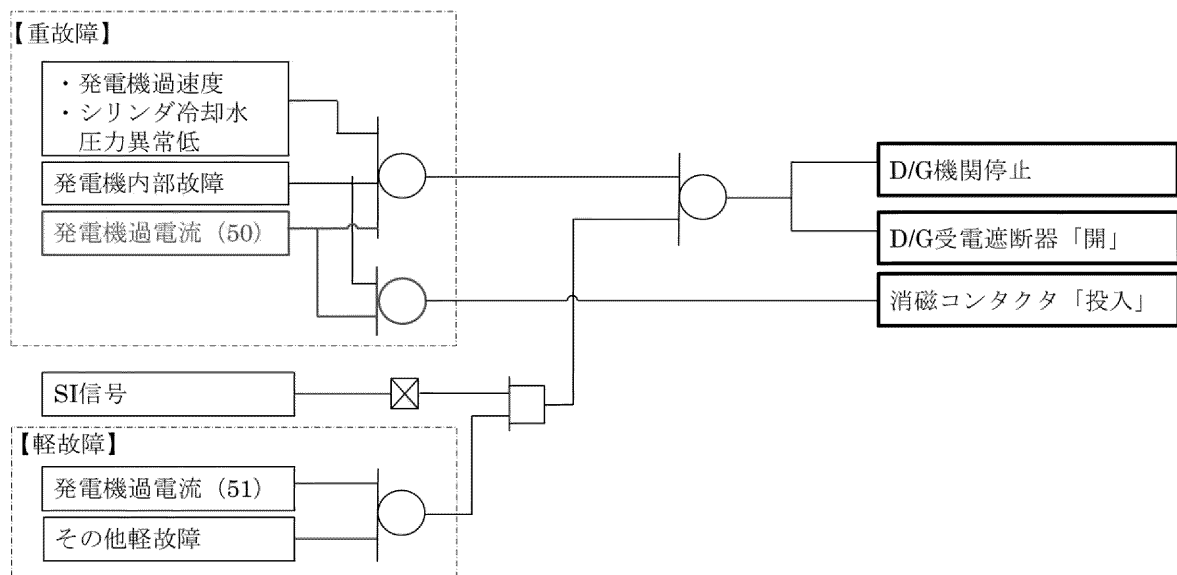 【重故障】
・発電機過速度
・シリンダ冷却水
圧力異常低
発電機内部故障
発電機過電流（50）
D/G機関停止
D/G受電遮断器「開」
消磁コンタクタ「投入」
SI信号
【軽故障】
発電機過電流（51）
その他軽故障